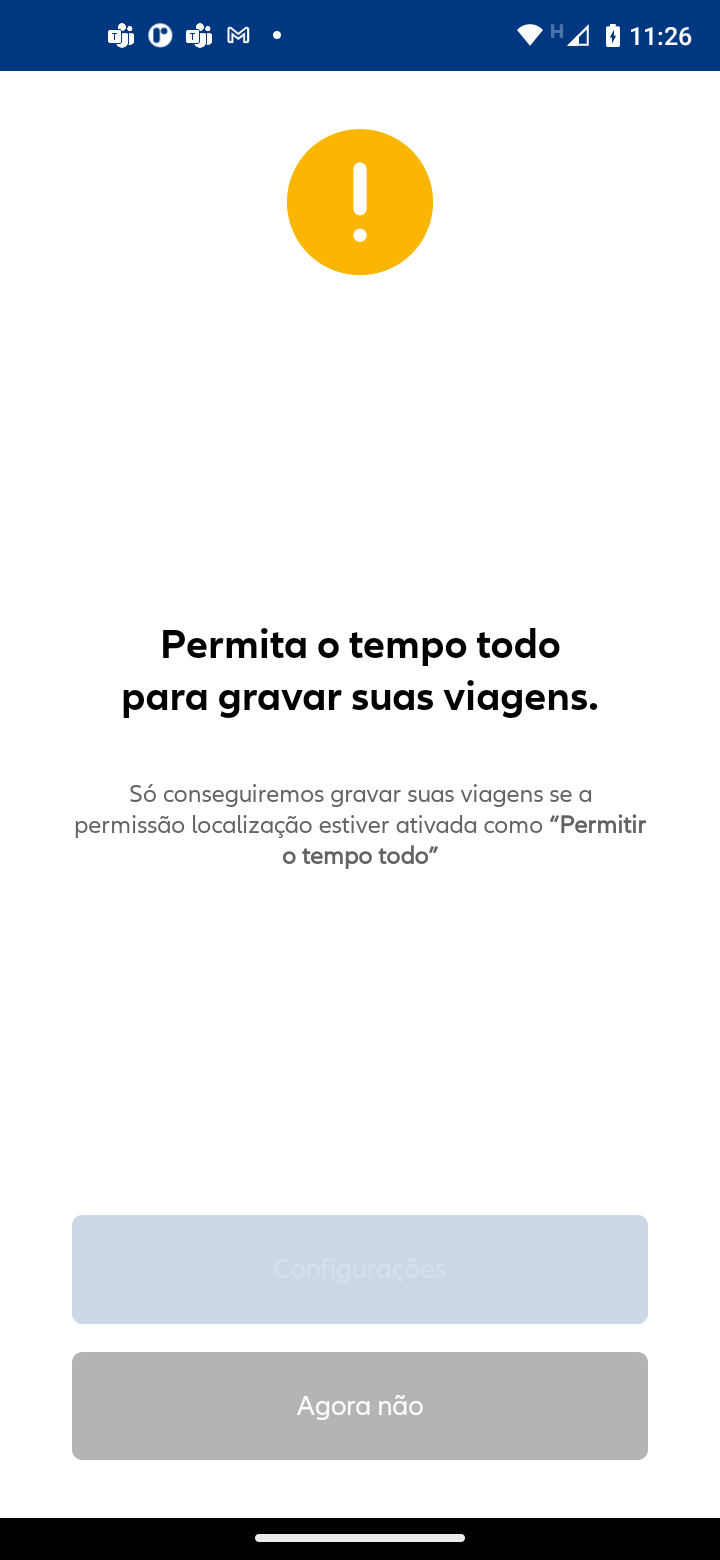 H 11:26
Permita o tempo todo
para gravar suas viagens.
Só conseguiremos gravar suas viagens se a
permissão localização estiver ativada como “Permitir
o tempo todo”
Configurações
Agora não